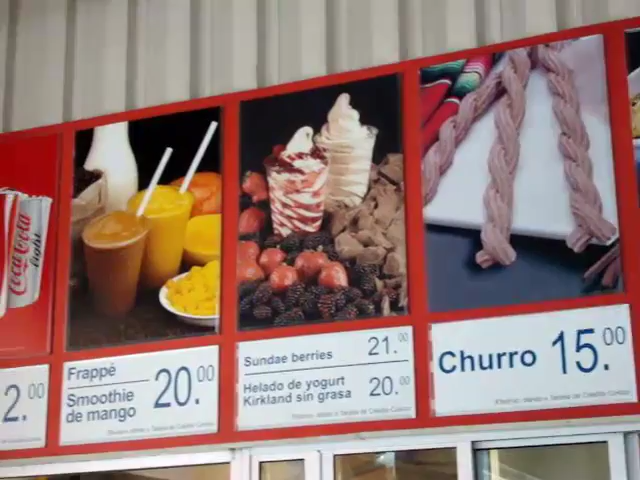 Coca-Cola
light
2.00
Frappé
Smoothie
de mango
20.00
Sundae berries
21.00
Helado de yogurt
Kirkland sin grasa
20.00
Churro
15.00